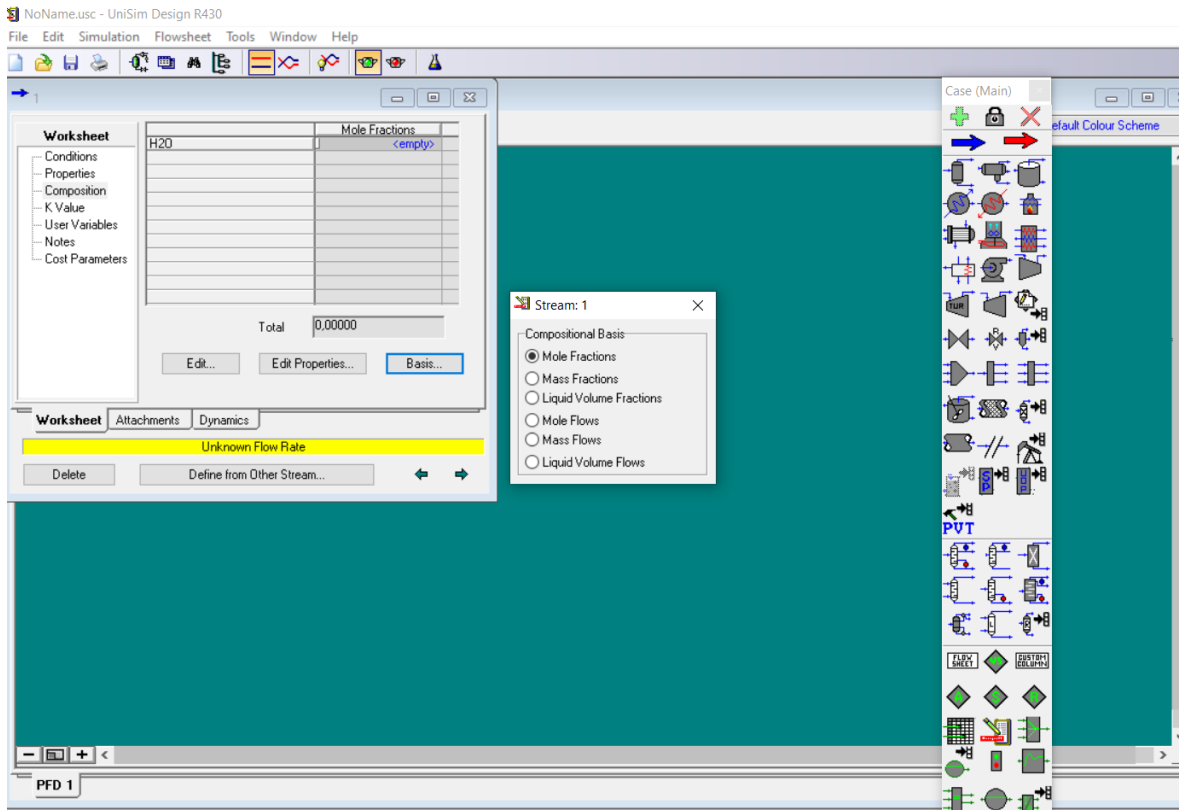 NoName.usc - UniSim Design R430
File Edit Simulation Flowsheet Tools Window Help
1
Case (Main)
efault Colour Scheme
Worksheet
Conditions
Properties
Composition
K Value
User Variables
Notes
Cost Parameters
Mole Fractions
H2O <empty>
Total 0,00000
Edit... Edit Properties... Basis...
Worksheet Attachments Dynamics
Unknown Flow Rate
Delete Define from Other Stream...
Stream: 1
Compositional Basis
Mole Fractions
Mass Fractions
Liquid Volume Fractions
Mole Flows
Mass Flows
Liquid Volume Flows
TUR
PVT
FLOW
SHEET
CUSTOM
COLUMN
PFD 1